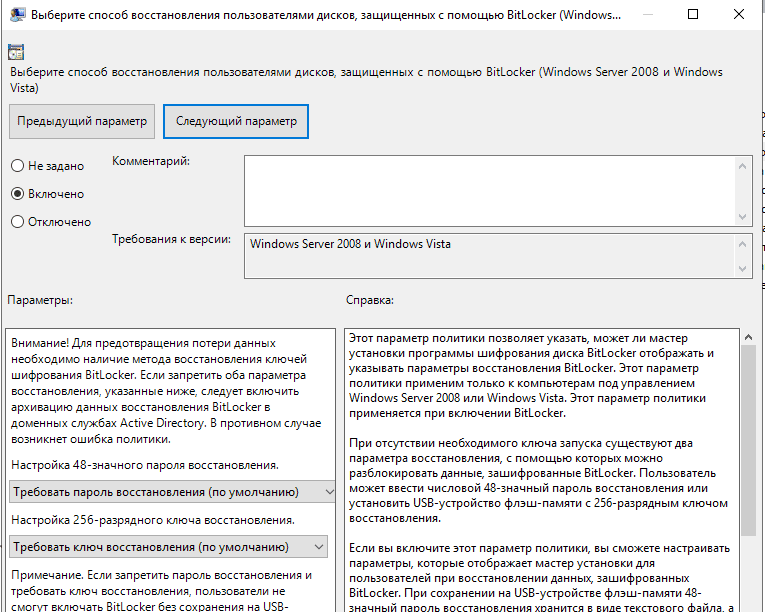 Выберите способ восстановления пользователями дисков, защищенных с помощью BitLocker (Windows...
Выберите способ восстановления пользователями дисков, защищенных с помощью BitLocker (Windows Server 2008 и Windows
Vista)
Предыдущий параметр
Следующий параметр
Не задано
Включено
Отключено
Комментарий:
Требования к версии:
Windows Server 2008 и Windows Vista
Параметры:
Справка:
Внимание! Для предотвращения потери данных
необходимо наличие метода восстановления ключей
шифрования BitLocker. Если запретить оба параметра
восстановления, указанные ниже, следует включить
архивацию данных восстановления BitLocker в
доменных службах Active Directory. В противном случае
возникнет ошибка политики.
Настройка 48-значного пароля восстановления.
Требовать пароль восстановления (по умолчанию)
Настройка 256-разрядного ключа восстановления.
Требовать ключ восстановления (по умолчанию)
Примечание. Если запретить пароль восстановления и
требовать ключ восстановления, пользователи не
смогут включать BitLocker без сохранения на USB-
Этот параметр политики позволяет указать, может ли мастер
установки программы шифрования диска BitLocker отображать и
указывать параметры восстановления BitLocker. Этот параметр
политики применим только к компьютерам под управлением
Windows Server 2008 или Windows Vista. Этот параметр политики
применяется при включении BitLocker.
При отсутствии необходимого ключа запуска существуют два
параметра восстановления, с помощью которых можно
разблокировать данные, зашифрованные BitLocker. Пользователь
может ввести числовой 48-значный пароль восстановления или
установить USB-устройство флэш-памяти с 256-разрядным ключом
восстановления.
Если вы включите этот параметр политики, вы сможете настраивать
параметры, которые отображает мастер установки для
пользователей при восстановлении данных, зашифрованных
BitLocker. При сохранении на USB-устройстве флэш-памяти 48-
значный пароль восстановления хранится в виде текстового файла, а